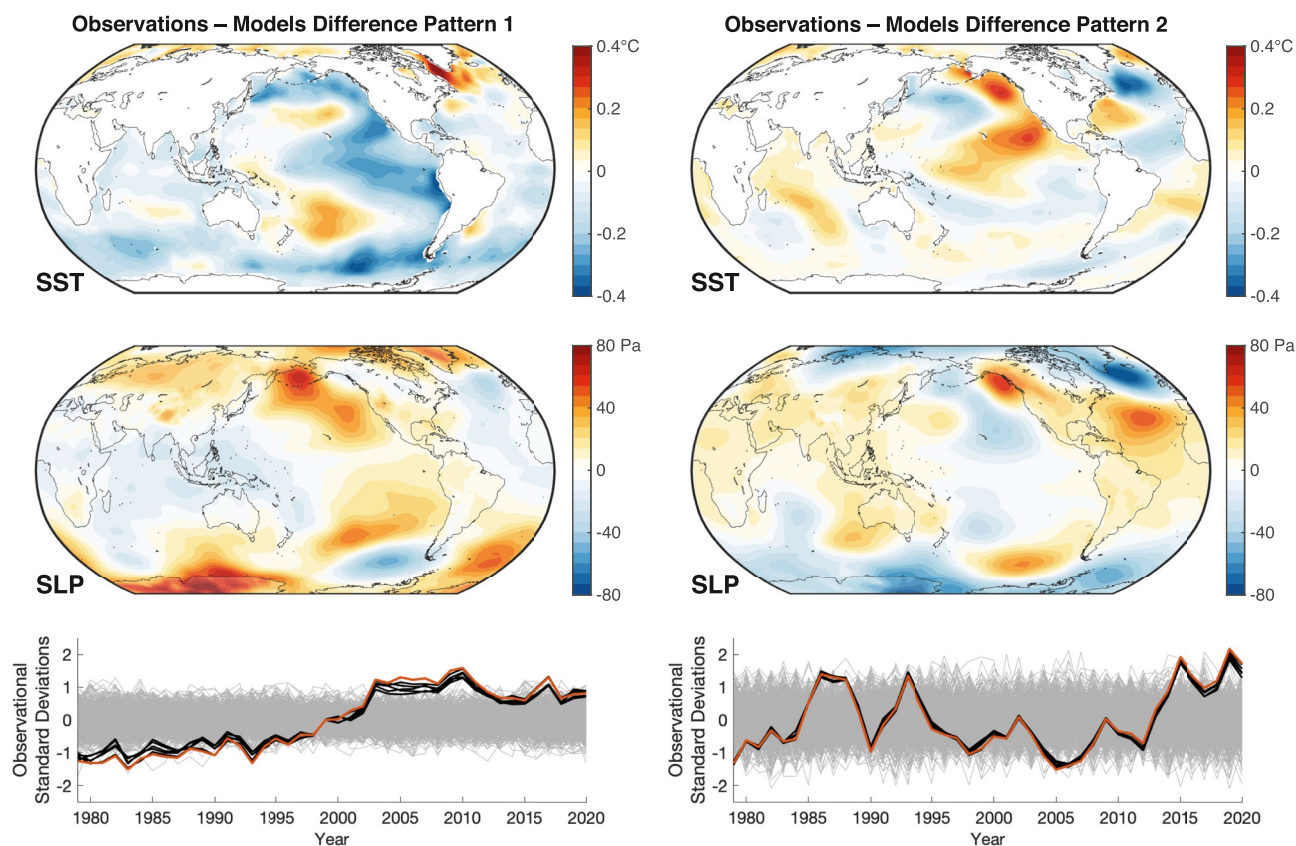 Observations – Models Difference Pattern 1
0.4°C
0.2
0
-0.2
-0.4
SST
Observations – Models Difference Pattern 2
0.4°C
0.2
0
-0.2
-0.4
SST
80 Pa
40
0
-40
-80
SLP
80 Pa
40
0
-40
-80
SLP
Observational
Standard Deviations
2
1
0
-1
-2
1980 1985 1990 1995 2000 2005 2010 2015 2020
Year
Observational
Standard Deviations
2
1
0
-1
-2
1980 1985 1990 1995 2000 2005 2010 2015 2020
Year